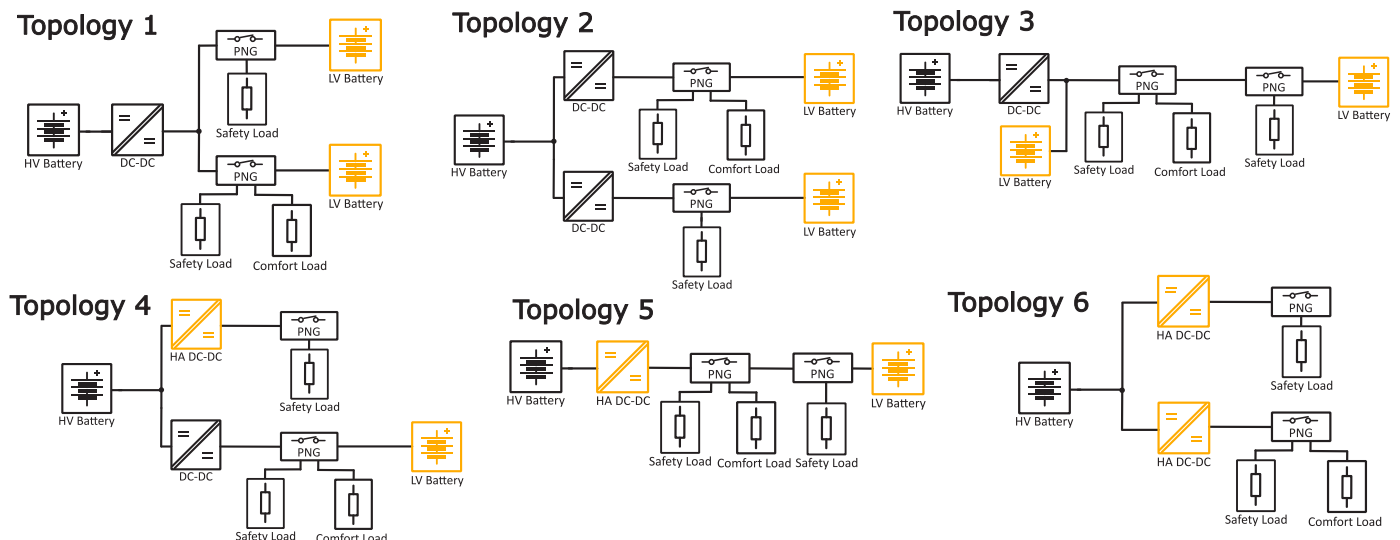 Topology 1
PNG
LV Battery
Safety Load
HV Battery
DC-DC
PNG
LV Battery
Safety Load
Comfort Load
Topology 2
DC-DC
PNG
LV Battery
Safety Load
Comfort Load
HV Battery
DC-DC
PNG
LV Battery
Safety Load
Topology 3
HV Battery
DC-DC
PNG
PNG
LV Battery
LV Battery
Safety Load
Comfort Load
Safety Load
Topology 4
HA DC-DC
PNG
Safety Load
HV Battery
DC-DC
PNG
LV Battery
Safety Load
Comfort Load
Topology 5
HV Battery
HA DC-DC
PNG
PNG
LV Battery
Safety Load
Comfort Load
Safety Load
Topology 6
HA DC-DC
PNG
Safety Load
HV Battery
HA DC-DC
PNG
Safety Load
Comfort Load